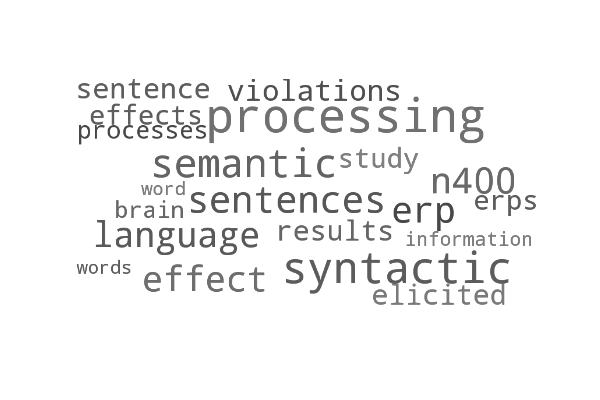 sentence violations
effects processing
processes
semantic study
word n400
brain sentences erp erps
language results information
words effect syntactic
elicited